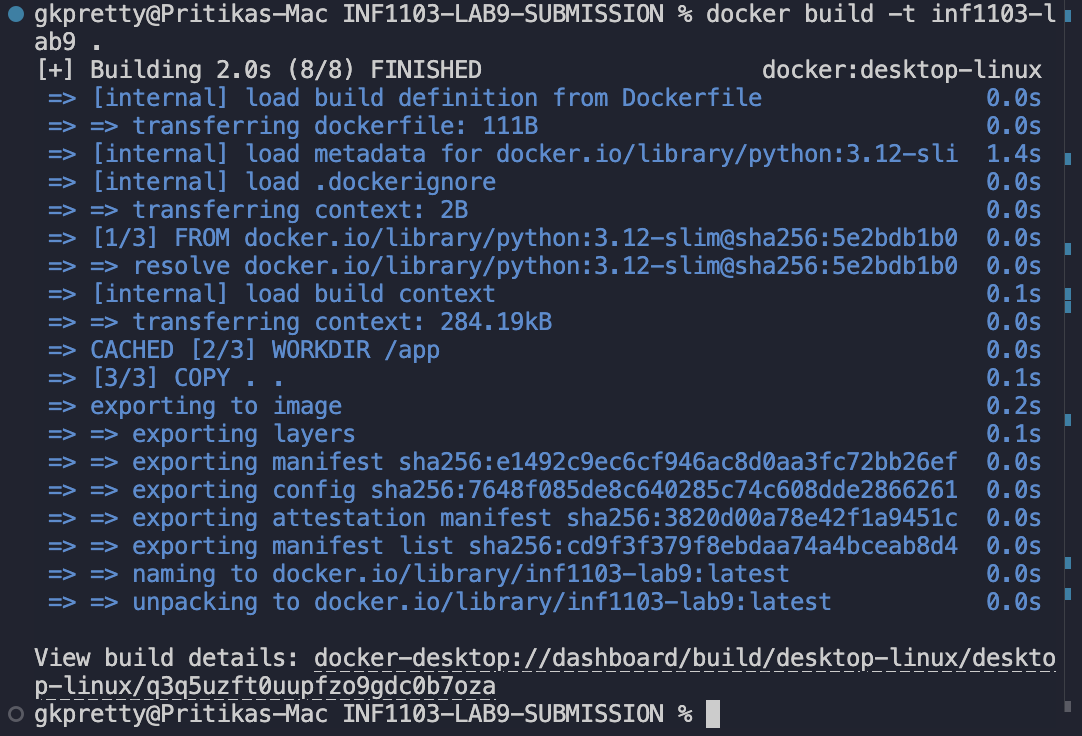 gkpretty@Pritikas-Mac INF1103-LAB9-SUBMISSION % docker build -t inf1103-l
ab9 .
[+] Building 2.0s (8/8) FINISHED docker:desktop-linux
=> [internal] load build definition from Dockerfile 0.0s
=> => transferring dockerfile: 111B 0.0s
=> [internal] load metadata for docker.io/library/python:3.12-sli 1.4s
=> [internal] load .dockerignore 0.0s
=> => transferring context: 2B 0.0s
=> [1/3] FROM docker.io/library/python:3.12-slim@sha256:5e2bdb1b0 0.0s
=> => resolve docker.io/library/python:3.12-slim@sha256:5e2bdb1b0 0.0s
=> [internal] load build context 0.1s
=> => transferring context: 284.19kB 0.0s
=> CACHED [2/3] WORKDIR /app 0.0s
=> [3/3] COPY . . 0.1s
=> exporting to image 0.2s
=> => exporting layers 0.1s
=> => exporting manifest sha256:e1492c9ec6cf946ac8d0aa3fc72bb26ef 0.0s
=> => exporting config sha256:7648f085de8c640285c74c608dde2866261 0.0s
=> => exporting attestation manifest sha256:3820d00a78e42f1a9451c 0.0s
=> => exporting manifest list sha256:cd9f3f379f8ebdaa74a4bceab8d4 0.0s
=> => naming to docker.io/library/inf1103-lab9:latest 0.0s
=> => unpacking to docker.io/library/inf1103-lab9:latest 0.0s
View build details: docker-desktop://dashboard/build/desktop-linux/deskto
p-linux/q3q5uzft0uupfzo9gdc0b7oza
gkpretty@Pritikas-Mac INF1103-LAB9-SUBMISSION %